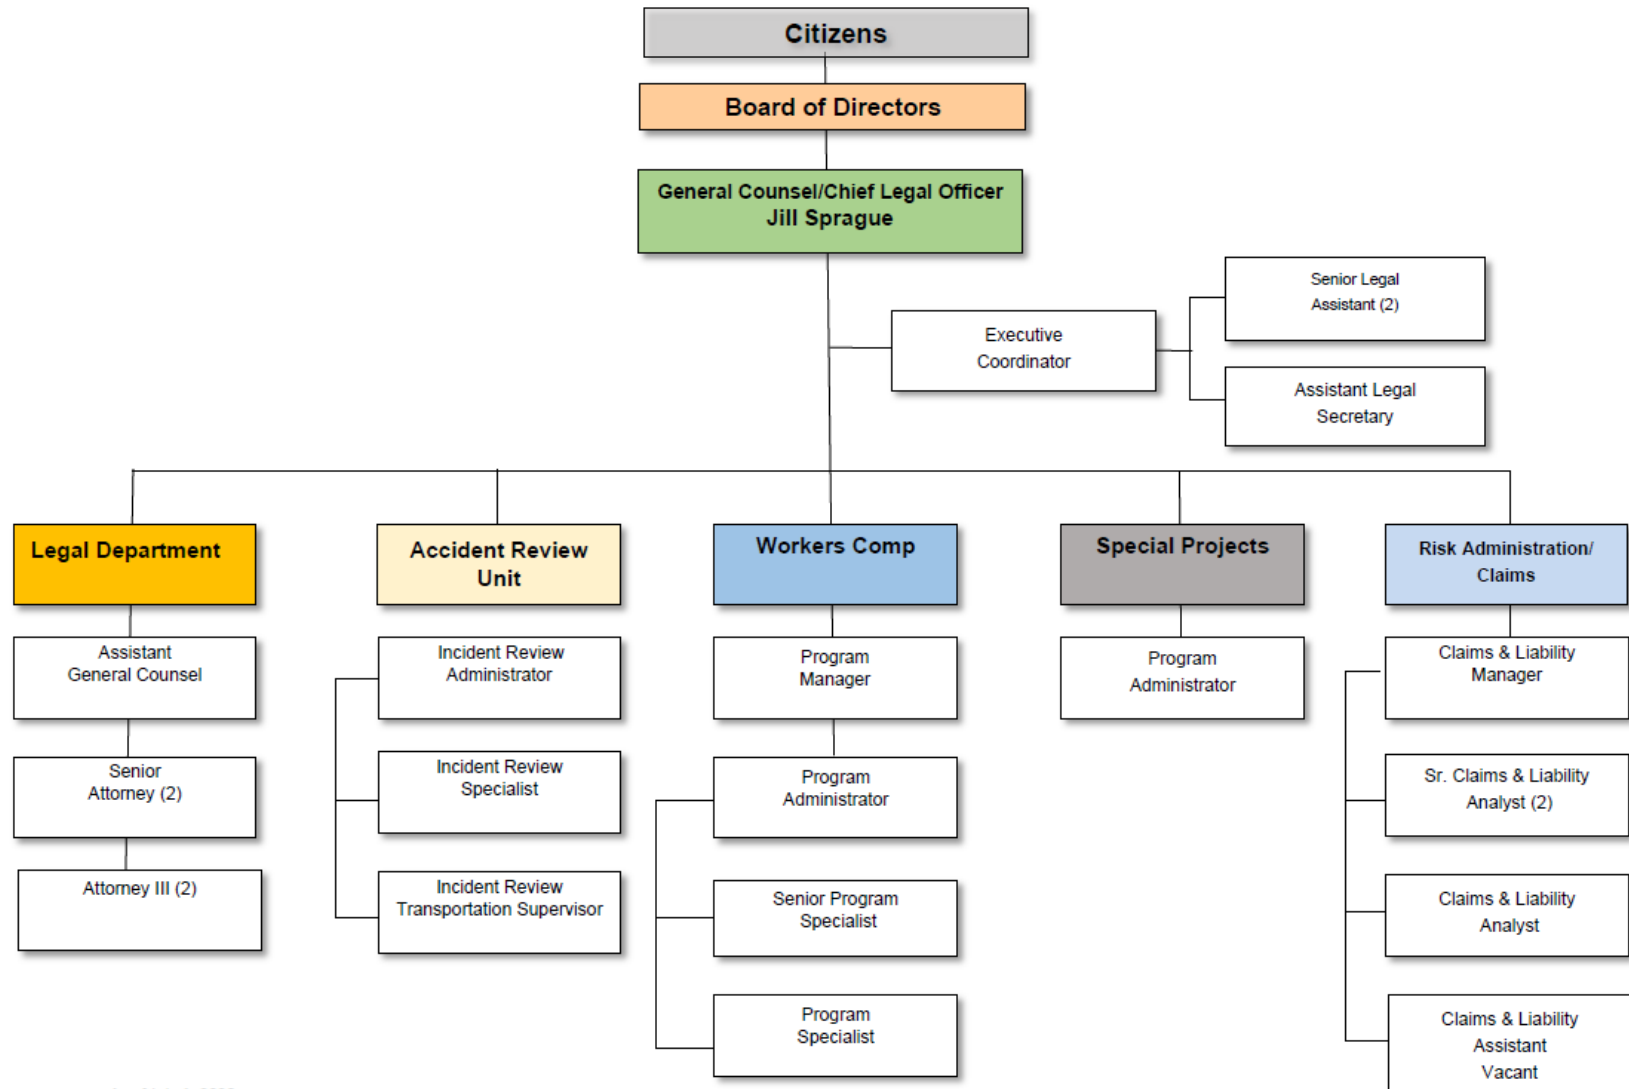 Citizens
Board of Directors
General Counsel/Chief Legal Officer
Jill Sprague
Senior Legal
Assistant (2)
Executive
Coordinator
Assistant Legal
Secretary
Legal Department
Accident Review
Unit
Workers Comp
Special Projects
Risk Administration/
Claims
Assistant
General Counsel
Incident Review
Administrator
Program
Manager
Program
Administrator
Claims & Liability
Manager
Senior
Attorney (2)
Incident Review
Specialist
Program
Administrator
Sr. Claims & Liability
Analyst (2)
Attorney III (2)
Incident Review
Transportation Supervisor
Senior Program
Specialist
Claims & Liability
Analyst
Program
Specialist
Claims & Liability
Assistant
Vacant